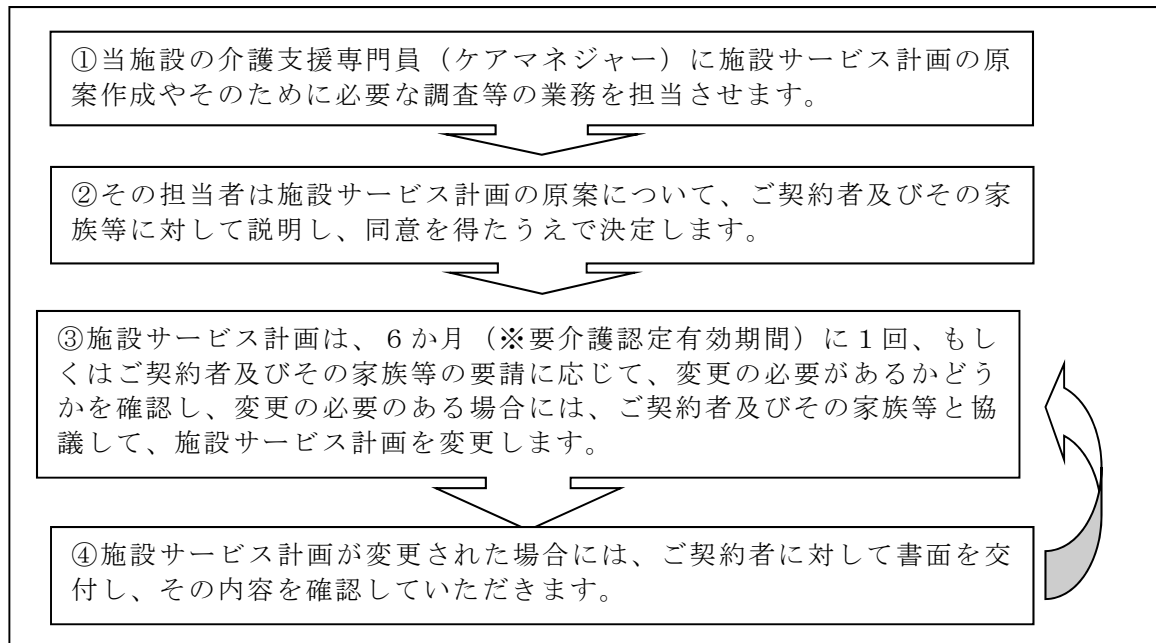 ①当施設の介護支援専門員（ケアマネジャー）に施設サービス計画の原
案作成やそのために必要な調査等の業務を担当させます。
②その担当者は施設サービス計画の原案について、ご契約者及びその家
族等に対して説明し、同意を得たうえで決定します。
③施設サービス計画は、６か月（※要介護認定有効期間）に１回、もし
くはご契約者及びその家族等の要請に応じて、変更の必要があるかどう
かを確認し、変更の必要のある場合には、ご契約者及びその家族等と協
議して、施設サービス計画を変更します。
④施設サービス計画が変更された場合には、ご契約者に対して書面を交
付し、その内容を確認していただきます。